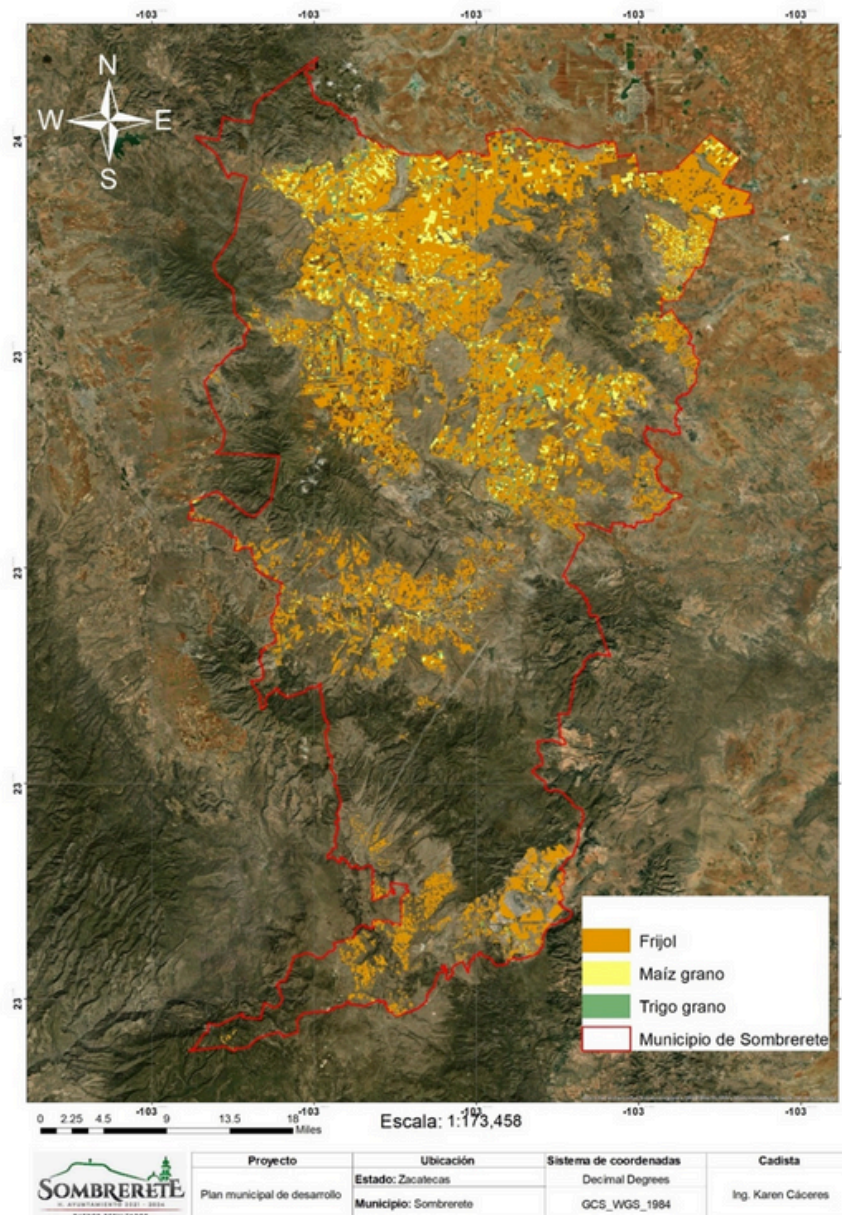 -103 -103 -103 -103 -103
N
W E
S
24
23
23
23
23
Frijol
Maíz grano
Trigo grano
Municipio de Sombrerete
-103 -103 -103 -103 -103
0 2.25 4.5 9 13.5 18
Miles
Escala: 1:173,458
SOMBRERETE
H. AYUNTAMIENTO 2021 - 2024
Proyecto
Plan municipal de desarrollo
Ubicación
Estado: Zacatecas
Municipio: Sombrerete
Sistema de coordenadas
Decimal Degrees
GCS_WGS_1984
Cadista
Ing. Karen Cáceres